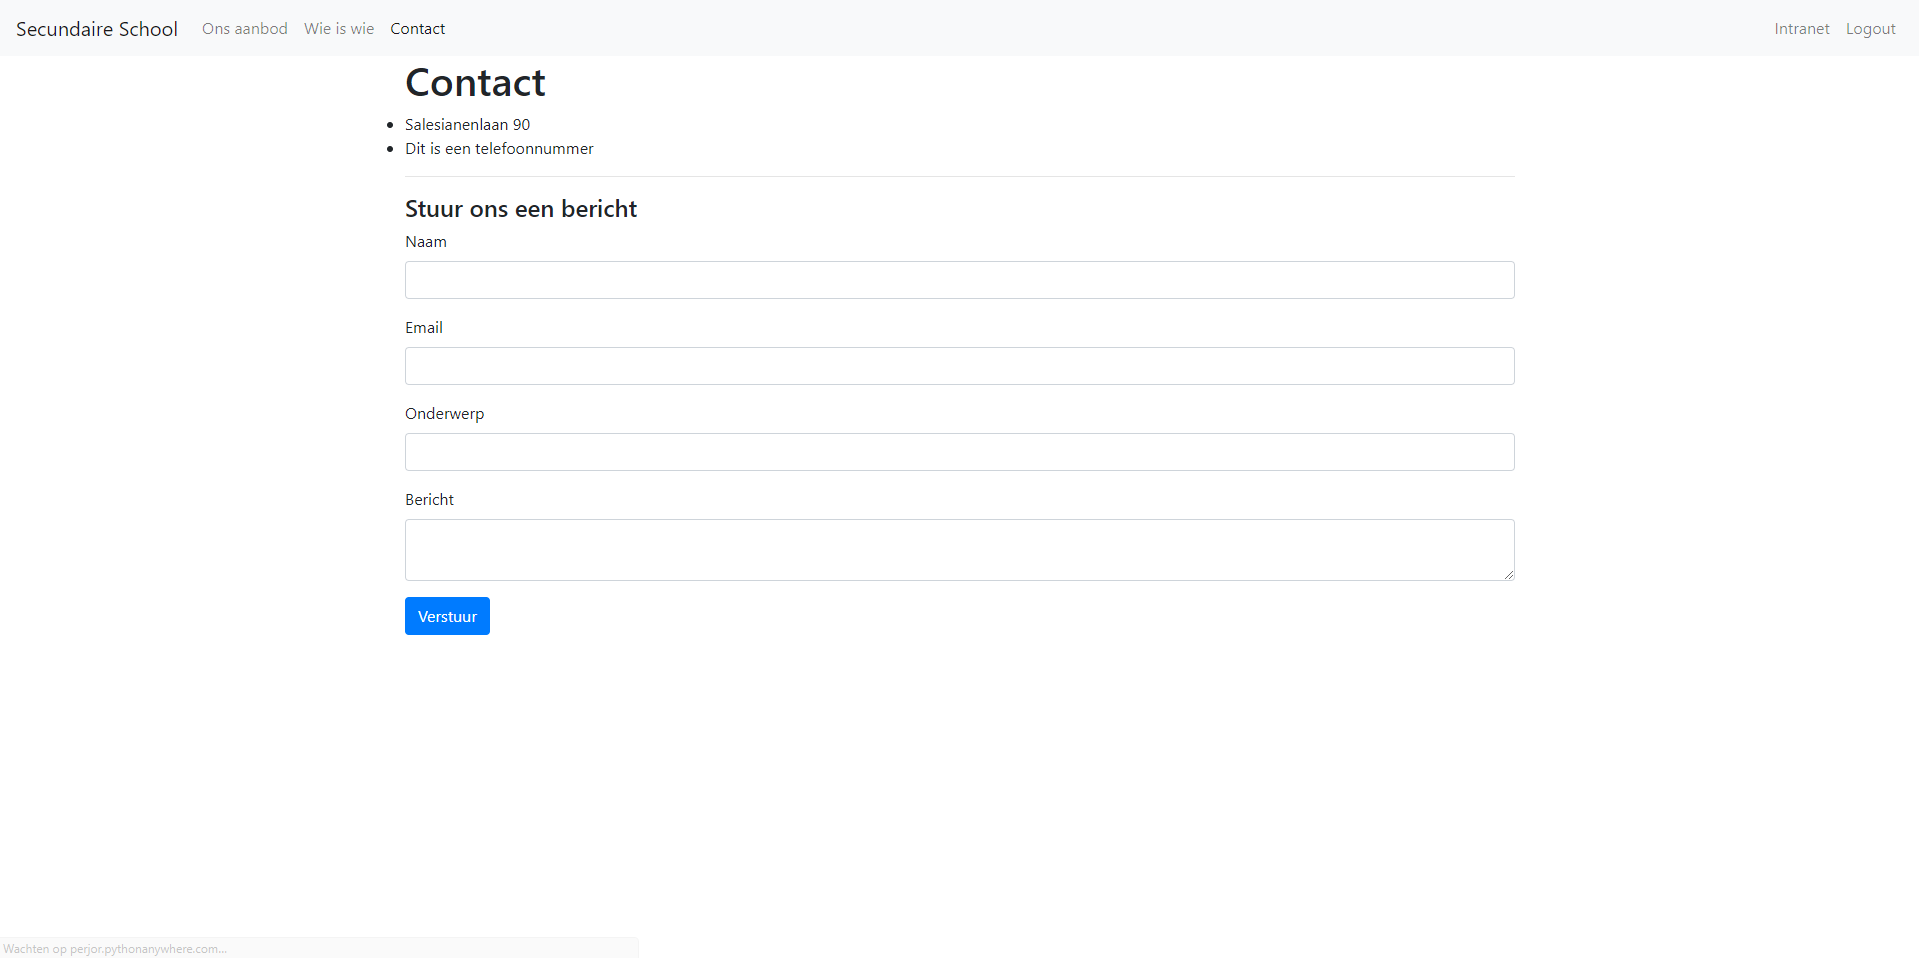 Secundaire School Ons aanbod Wie is wie Contact Intranet Logout
Contact
Salesianenlaan 90
Dit is een telefoonnummer
Stuur ons een bericht
Naam
Email
Onderwerp
Bericht
Verstuur
Wachten op perjor.pythonanywhere.com...